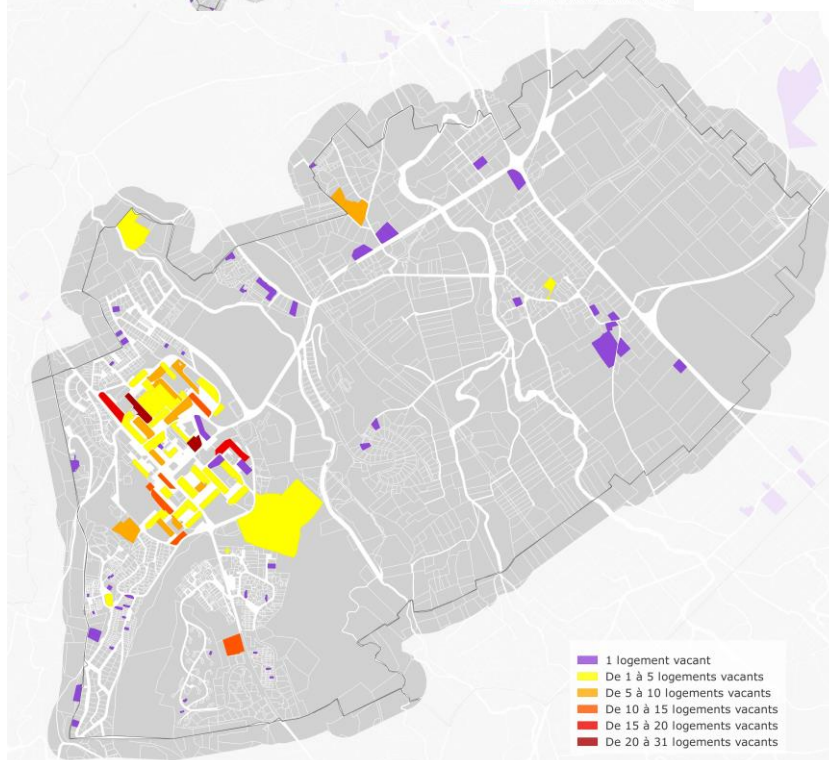 1 logement vacant
De 1 à 5 logements vacants
De 5 à 10 logements vacants
De 10 à 15 logements vacants
De 15 à 20 logements vacants
De 20 à 31 logements vacants